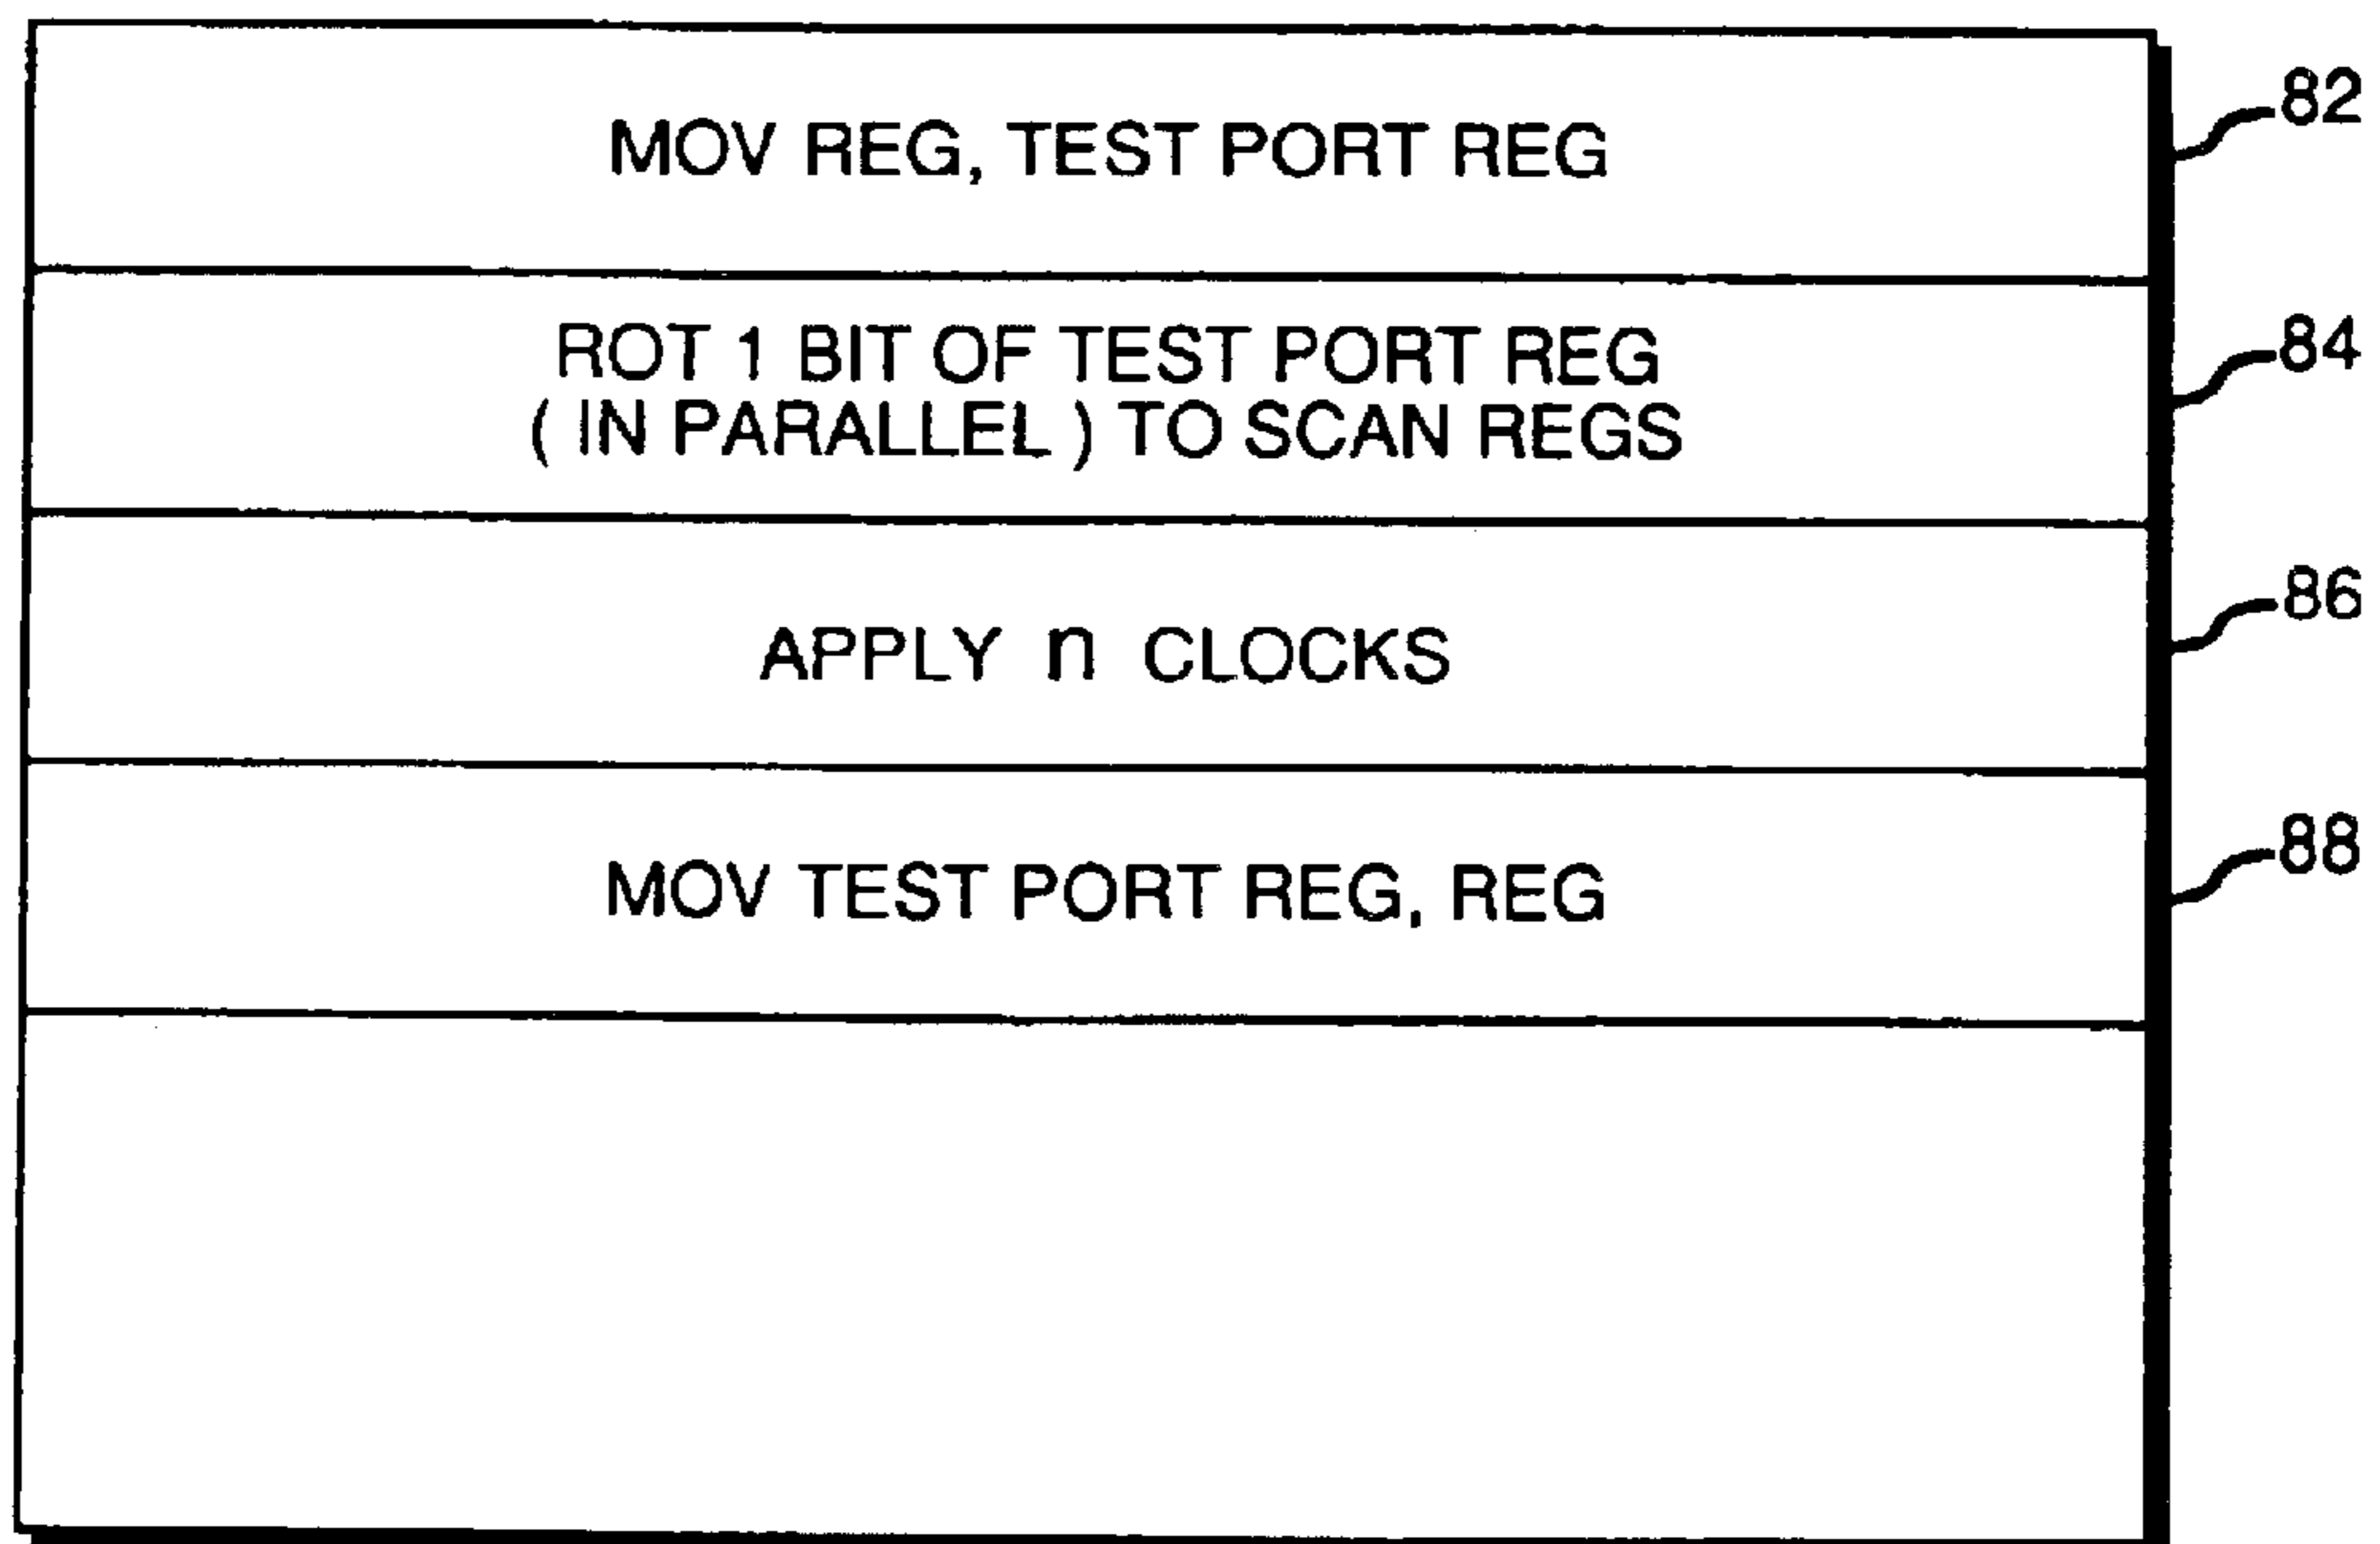 MOV REG, TEST PORT REG
82
ROT 1 BIT OF TEST PORT REG
( IN PARALLEL ) TO SCAN REGS
84
APPLY n CLOCKS
86
MOV TEST PORT REG, REG
88